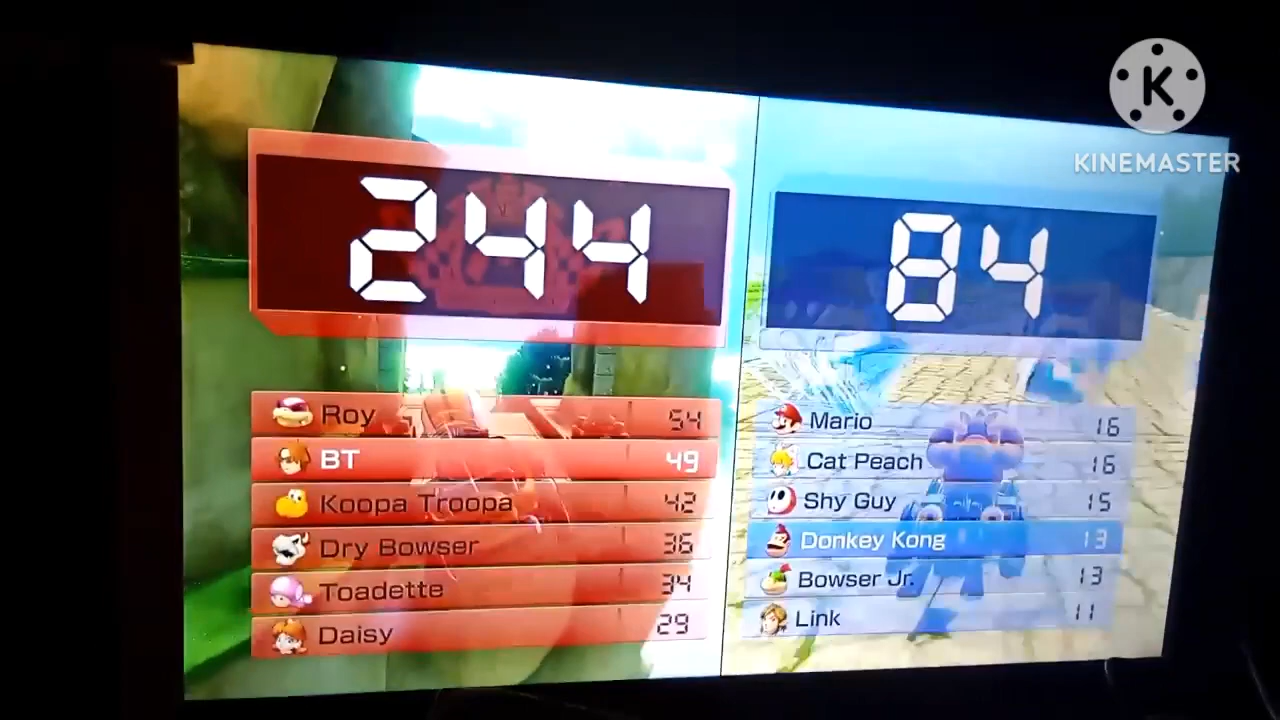 K
KINEMASTER
244
84
Roy 54
BT 49
Koopa Troopa 42
Dry Bowser 36
Toadette 34
Daisy 29
Mario 16
Cat Peach 16
Shy Guy 15
Donkey Kong 13
Bowser Jr. 13
Link 11